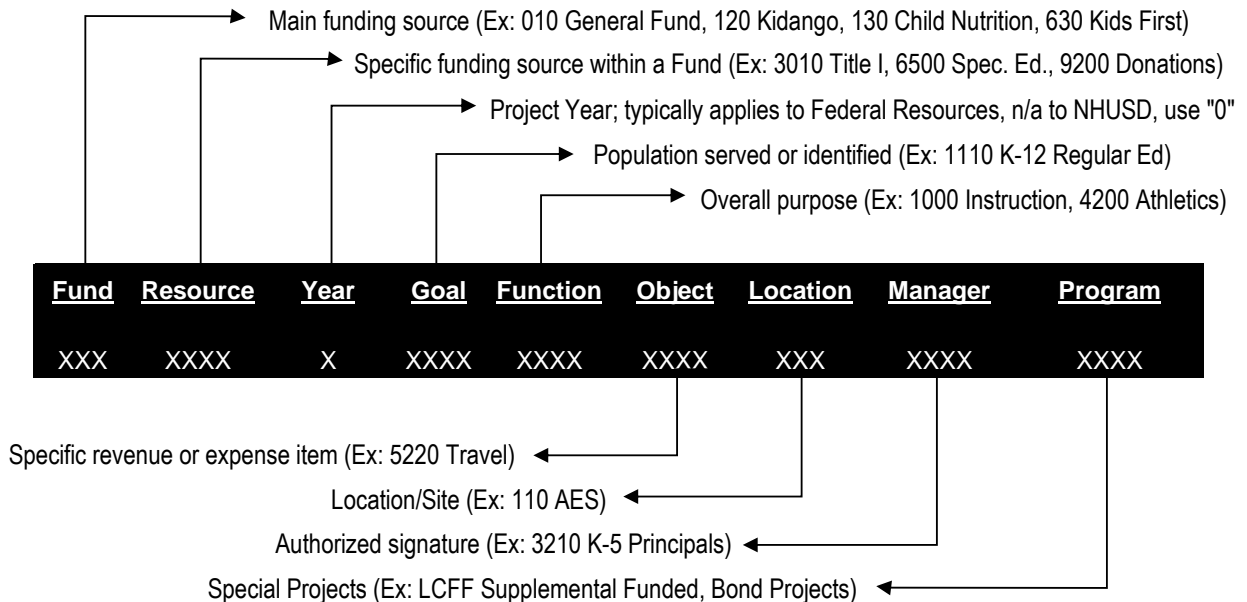 Main funding source (Ex: 010 General Fund, 120 Kidango, 130 Child Nutrition, 630 Kids First)
Specific funding source within a Fund (Ex: 3010 Title I, 6500 Spec. Ed., 9200 Donations)
Project Year; typically applies to Federal Resources, n/a to NHUSD, use "0"
Population served or identified (Ex: 1110 K-12 Regular Ed)
Overall purpose (Ex: 1000 Instruction, 4200 Athletics)
Fund Resource Year Goal Function Object Location Manager Program
XXX XXXX X XXXX XXXX XXXX XXX XXXX XXXX
Specific revenue or expense item (Ex: 5220 Travel)
Location/Site (Ex: 110 AES)
Authorized signature (Ex: 3210 K-5 Principals)
Special Projects (Ex: LCFF Supplemental Funded, Bond Projects)